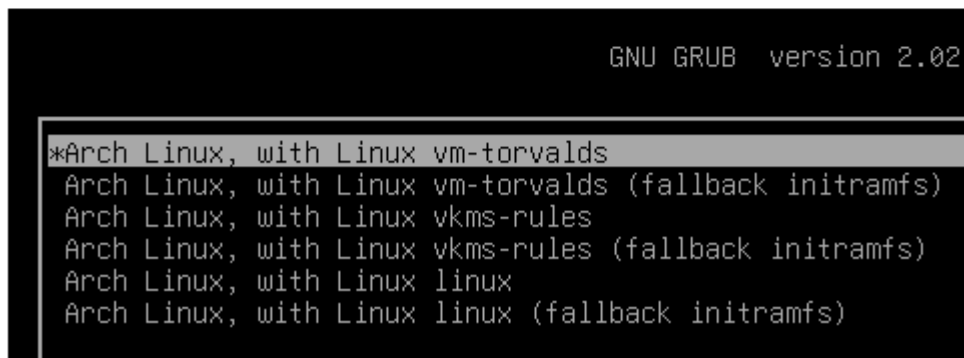 GNU GRUB version 2.02
*Arch Linux, with Linux vm-torvalds
Arch Linux, with Linux vm-torvalds (fallback initramfs)
Arch Linux, with Linux vkms-rules
Arch Linux, with Linux vkms-rules (fallback initramfs)
Arch Linux, with Linux linux
Arch Linux, with Linux linux (fallback initramfs)